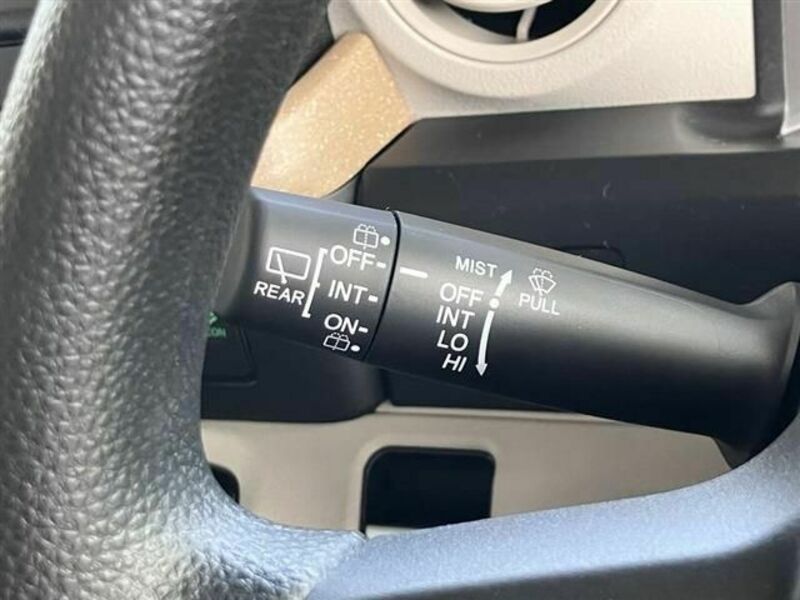 REAR
OFF
INT
ON
MIST
OFF
INT
LO
HI
PULL